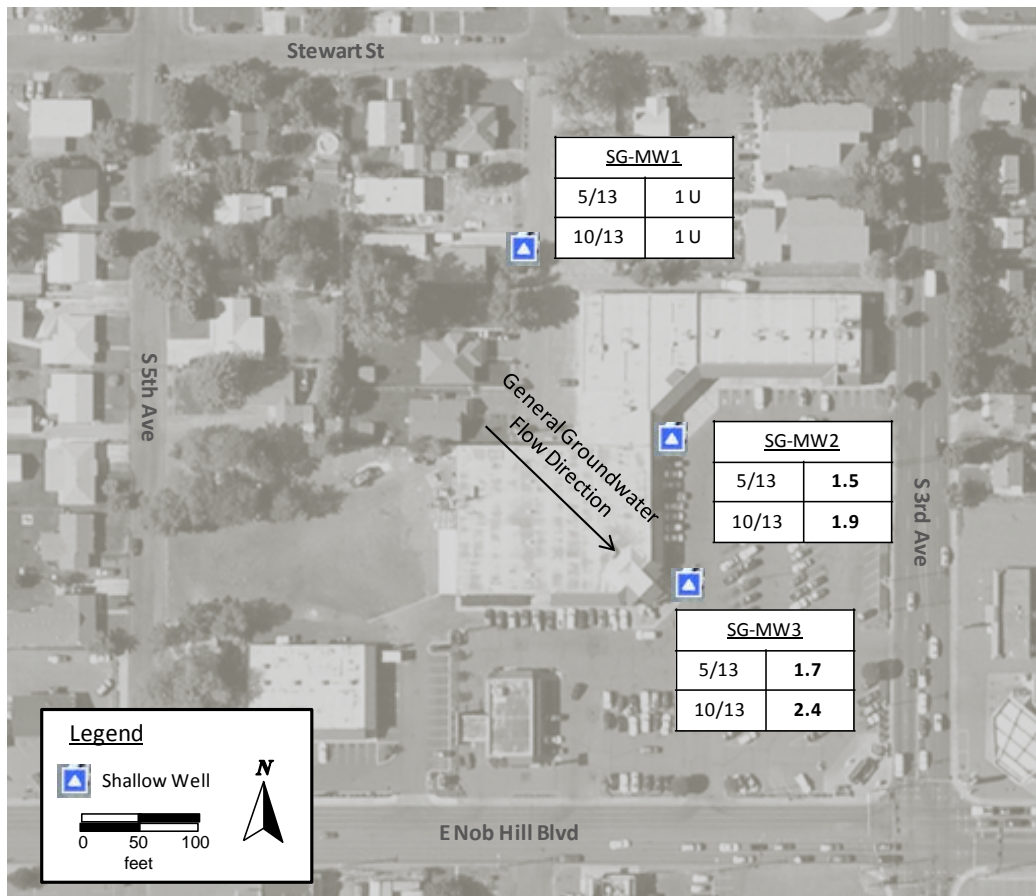 Stewart St
SG-MW1
5/13 1 U
10/13 1 U
S 5th Ave
General Groundwater
Flow Direction
SG-MW2
5/13 1.5
10/13 1.9
S 3rd Ave
SG-MW3
5/13 1.7
10/13 2.4
Legend
Shallow Well
N
0 50 100
feet
E Nob Hill Blvd